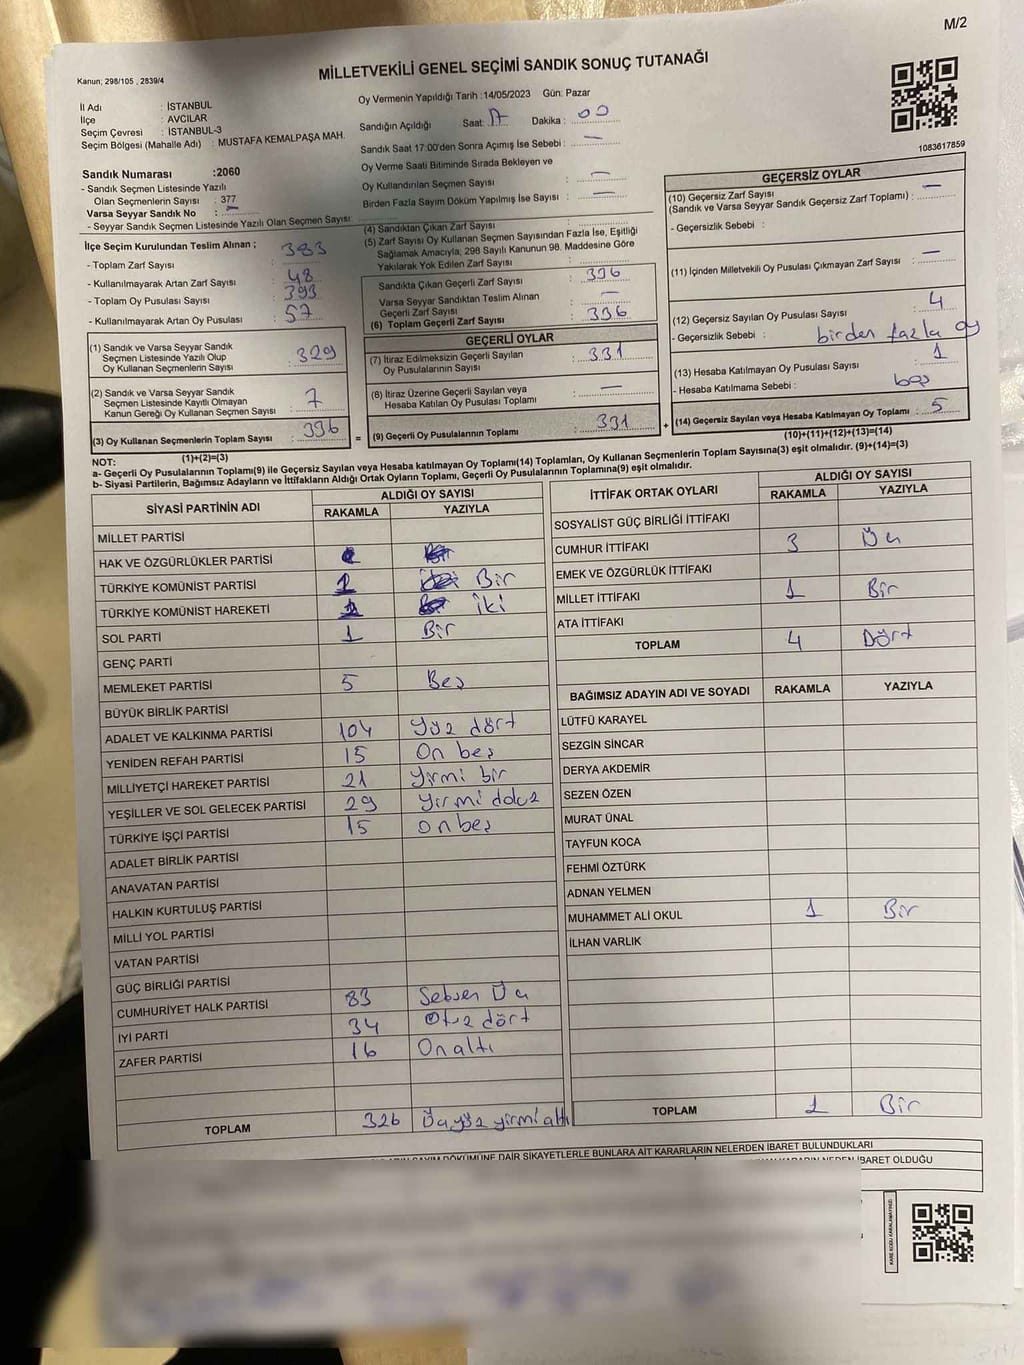 M/2
Kanun; 298/105 , 2839/4
MİLLETVEKİLİ GENEL SEÇİMİ SANDIK SONUÇ TUTANAĞI
İl Adı : İSTANBUL
İlçe : AVCILAR
Seçim Çevresi : İSTANBUL-3
Seçim Bölgesi (Mahalle Adı) : MUSTAFA KEMALPAŞA MAH.
Sandık Numarası :2060
- Sandık Seçmen Listesinde Yazılı
Olan Seçmenlerin Sayısı : 377
Varsa Seyyar Sandık No : —
- Seyyar Sandık Seçmen Listesinde Yazılı Olan Seçmen Sayısı
Oy Vermenin Yapıldığı Tarih :14/05/2023 Gün: Pazar
Sandığın Açıldığı Saat: 17 Dakika: 00
Sandık Saat 17:00'den Sonra Açımış İse Sebebi : —
Oy Verme Saati Bitiminde Sırada Bekleyen ve
Oy Kullandırılan Seçmen Sayısı : —
Birden Fazla Sayım Döküm Yapılmış İse Sayısı : —
1083617859
İlçe Seçim Kurulundan Teslim Alınan ;
- Toplam Zarf Sayısı : 383
- Kullanılmayarak Artan Zarf Sayısı : 48
- Toplam Oy Pusulası Sayısı : 393
- Kullanılmayarak Artan Oy Pusulası : 57
(1) Sandık ve Varsa Seyyar Sandık
Seçmen Listesinde Yazılı Olup
Oy Kullanan Seçmenlerin Sayısı : 329
(2) Sandık ve Varsa Seyyar Sandık
Seçmen Listesinde Kayıtlı Olmayan
Kanun Gereği Oy Kullanan Seçmen Sayısı : 7
(3) Oy Kullanan Seçmenlerin Toplam Sayısı : 336
(1)+(2)=(3)
(4) Sandıktan Çıkan Zarf Sayısı :
(5) Zarf Sayısı Oy Kullanan Seçmen Sayısından Fazla İse, Eşitliği
Sağlamak Amacıyla, 298 Sayılı Kanunun 98. Maddesine Göre
Yakılarak Yok Edilen Zarf Sayısı :
Sandıkta Çıkan Geçerli Zarf Sayısı : 336
Varsa Seyyar Sandıktan Teslim Alınan
Geçerli Zarf Sayısı : —
(6) Toplam Geçerli Zarf Sayısı : 336
GEÇERLİ OYLAR
(7) İtiraz Edilmeksizin Geçerli Sayılan
Oy Pusulalarının Sayısı : 331
(8) İtiraz Üzerine Geçerli Sayılan veya
Hesaba Katılan Oy Pusulası Toplamı : —
= (9) Geçerli Oy Pusulalarının Toplamı : 331 +
GEÇERSİZ OYLAR
(10) Geçersiz Zarf Sayısı
(Sandık ve Varsa Seyyar Sandık Geçersiz Zarf Toplamı) : —
- Geçersizlik Sebebi :
(11) İçinden Milletvekili Oy Pusulası Çıkmayan Zarf Sayısı : —
(12) Geçersiz Sayılan Oy Pusulası Sayısı : 4
- Geçersizlik Sebebi : birden fazla oy
(13) Hesaba Katılmayan Oy Pusulası Sayısı : 1
- Hesaba Katılmama Sebebi : boş
(14) Geçersiz Sayılan veya Hesaba Katılmayan Oy Toplamı : 5
(10)+(11)+(12)+(13)=(14)
NOT:
a- Geçerli Oy Pusulalarının Toplamı(9) ile Geçersiz Sayılan veya Hesaba katılmayan Oy Toplamı(14) Toplamları, Oy Kullanan Seçmenlerin Toplam Sayısına(3) eşit olmalıdır. (9)+(14)=(3)
b- Siyasi Partilerin, Bağımsız Adayların ve İttifakların Aldığı Ortak Oyların Toplamı, Geçerli Oy Pusulalarının Toplamına(9) eşit olmalıdır.
SİYASİ PARTİNİN ADI ALDIĞI OY SAYISI
RAKAMLA YAZIYLA
MİLLET PARTİSİ
HAK VE ÖZGÜRLÜKLER PARTİSİ
TÜRKİYE KOMÜNİST PARTİSİ 1 Bir
TÜRKİYE KOMÜNİST HAREKETİ 2 iki
SOL PARTİ 1 Bir
GENÇ PARTİ
MEMLEKET PARTİSİ 5 Beş
BÜYÜK BİRLİK PARTİSİ
ADALET VE KALKINMA PARTİSİ 104 Yüz dört
YENİDEN REFAH PARTİSİ 15 On beş
MİLLİYETÇİ HAREKET PARTİSİ 21 Yirmi bir
YEŞİLLER VE SOL GELECEK PARTİSİ 29 Yirmi dokuz
TÜRKİYE İŞÇİ PARTİSİ 15 on beş
ADALET BİRLİK PARTİSİ
ANAVATAN PARTİSİ
HALKIN KURTULUŞ PARTİSİ
MİLLİ YOL PARTİSİ
VATAN PARTİSİ
GÜÇ BİRLİĞİ PARTİSİ
CUMHURİYET HALK PARTİSİ 83 Seksen Üç
İYİ PARTİ 34 Otuz dört
ZAFER PARTİSİ 16 On altı
TOPLAM 326 Üçyüz yirmialtı
İTTİFAK ORTAK OYLARI ALDIĞI OY SAYISI
RAKAMLA YAZIYLA
SOSYALİST GÜÇ BİRLİĞİ İTTİFAKI
CUMHUR İTTİFAKI 3 Üç
EMEK VE ÖZGÜRLÜK İTTİFAKI
MİLLET İTTİFAKI 1 Bir
ATA İTTİFAKI
TOPLAM 4 Dört
BAĞIMSIZ ADAYIN ADI VE SOYADI RAKAMLA YAZIYLA
LÜTFÜ KARAYEL
SEZGİN SİNCAR
DERYA AKDEMİR
SEZEN ÖZEN
MURAT ÜNAL
TAYFUN KOCA
FEHMİ ÖZTÜRK
ADNAN YELMEN
MUHAMMET ALİ OKUL 1 Bir
İLHAN VARLIK
TOPLAM 1 Bir
SAYIM DÖKÜMÜNE DAİR ŞİKAYETLERLE BUNLARA AİT KARARLARIN NELERDEN İBARET BULUNDUKLARI
KARARIN NEDEN İBARET OLDUĞU
KARE KODU KARALAMAYINIZ!